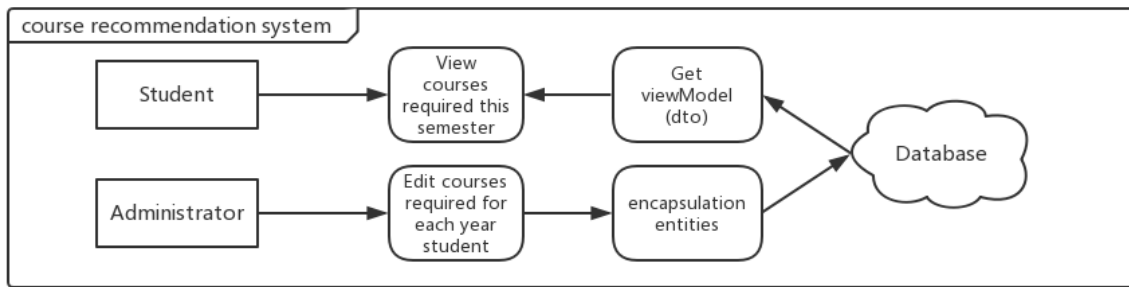 course recommendation system
Student
View
courses
required this
semester
Get
viewModel
(dto)
Database
Administrator
Edit courses
required for
each year
student
encapsulation
entities